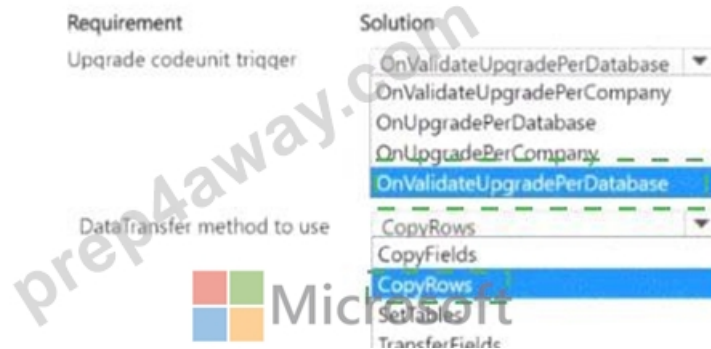 Requirement Solution
Upgrade codeunit trigger OnValidateUpgradePerDatabase
OnValidateUpgradePerCompany
OnUpgradePerDatabase
OnUpgradePerCompany
OnValidateUpgradePerDatabase
DataTransfer method to use CopyRows
CopyFields
CopyRows
SetTables
TransferFields
prep4away.com
Microsoft